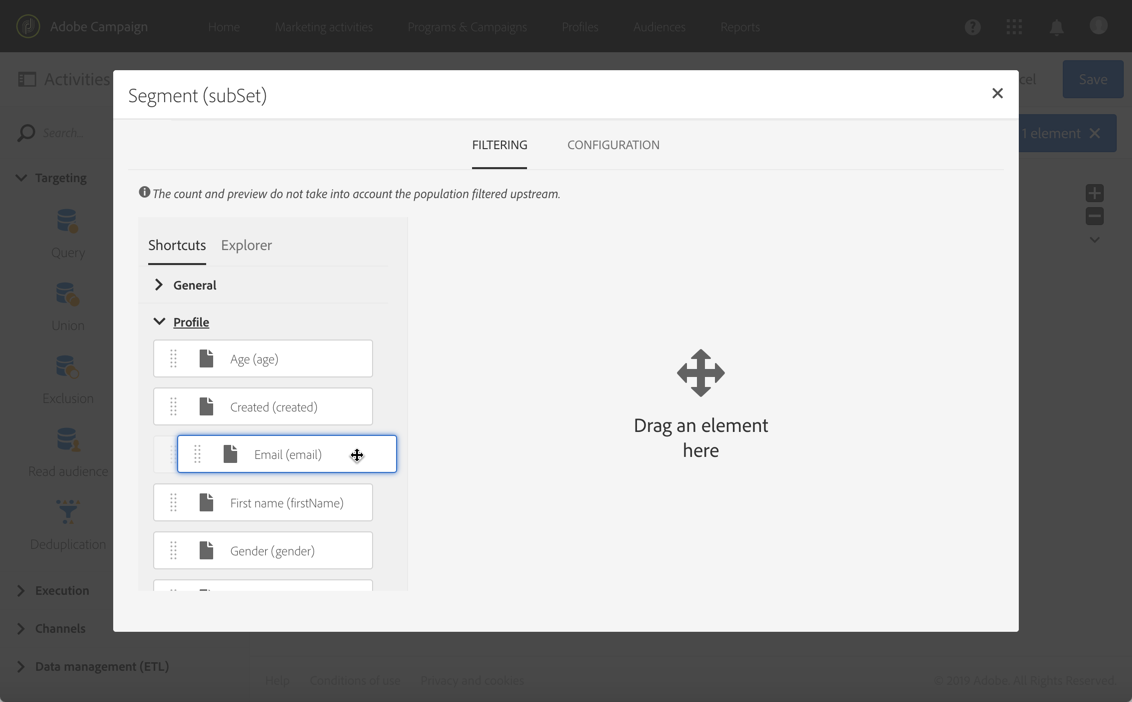 Adobe Campaign
Home
Marketing activities
Programs & Campaigns
Profiles
Audiences
Reports
Activities
Save
Segment (subSet)
Search...
1 element
FILTERING
CONFIGURATION
Targeting
The count and preview do not take into account the population filtered upstream.
Shortcuts
Explorer
Query
General
Profile
Union
Age (age)
Exclusion
Created (created)
Drag an element
here
Email (email)
Read audience
First name (firstName)
Deduplication
Gender (gender)
Execution
Channels
Data management (ETL)
Help
Conditions of use
Privacy and cookies
© 2019 Adobe. All Rights Reserved.